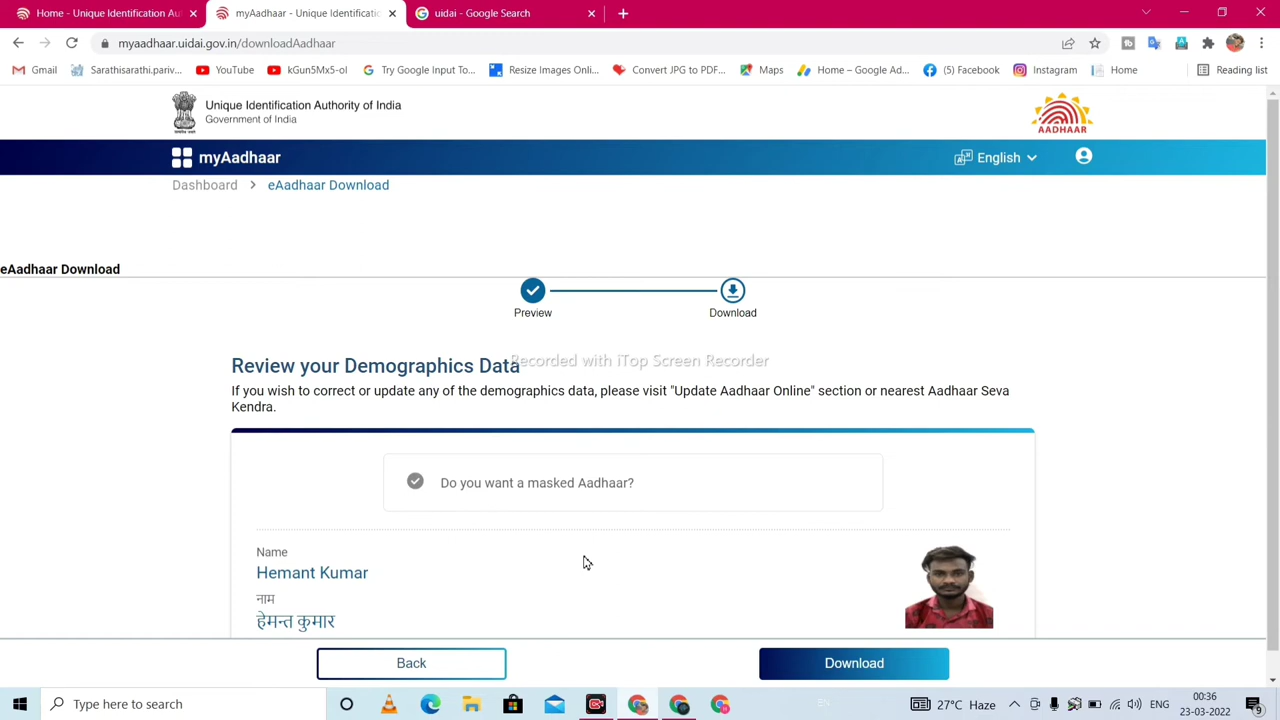 Home - Unique Identification Au
myAadhaar - Unique Identificatio
uidai - Google Search
myaadhaar.uidai.gov.in/downloadAadhaar
Gmail
Sarathisarathi.pariv...
YouTube
kGun5Mx5-oI
Try Google Input To...
Resize Images Onli...
Convert JPG to PDF...
Maps
Home – Google Ad...
(5) Facebook
Instagram
Home
Reading list
Unique Identification Authority of India
Government of India
AADHAAR
myAadhaar
English
Dashboard > eAadhaar Download
eAadhaar Download
Preview
Download
Recorded with iTop Screen Recorder
Review your Demographics Data
If you wish to correct or update any of the demographics data, please visit "Update Aadhaar Online" section or nearest Aadhaar Seva
Kendra.
Do you want a masked Aadhaar?
Name
Hemant Kumar
नाम
हेमन्त कुमार
Back
Download
Type here to search
27°C Haze
ENG
00:36
23-03-2022